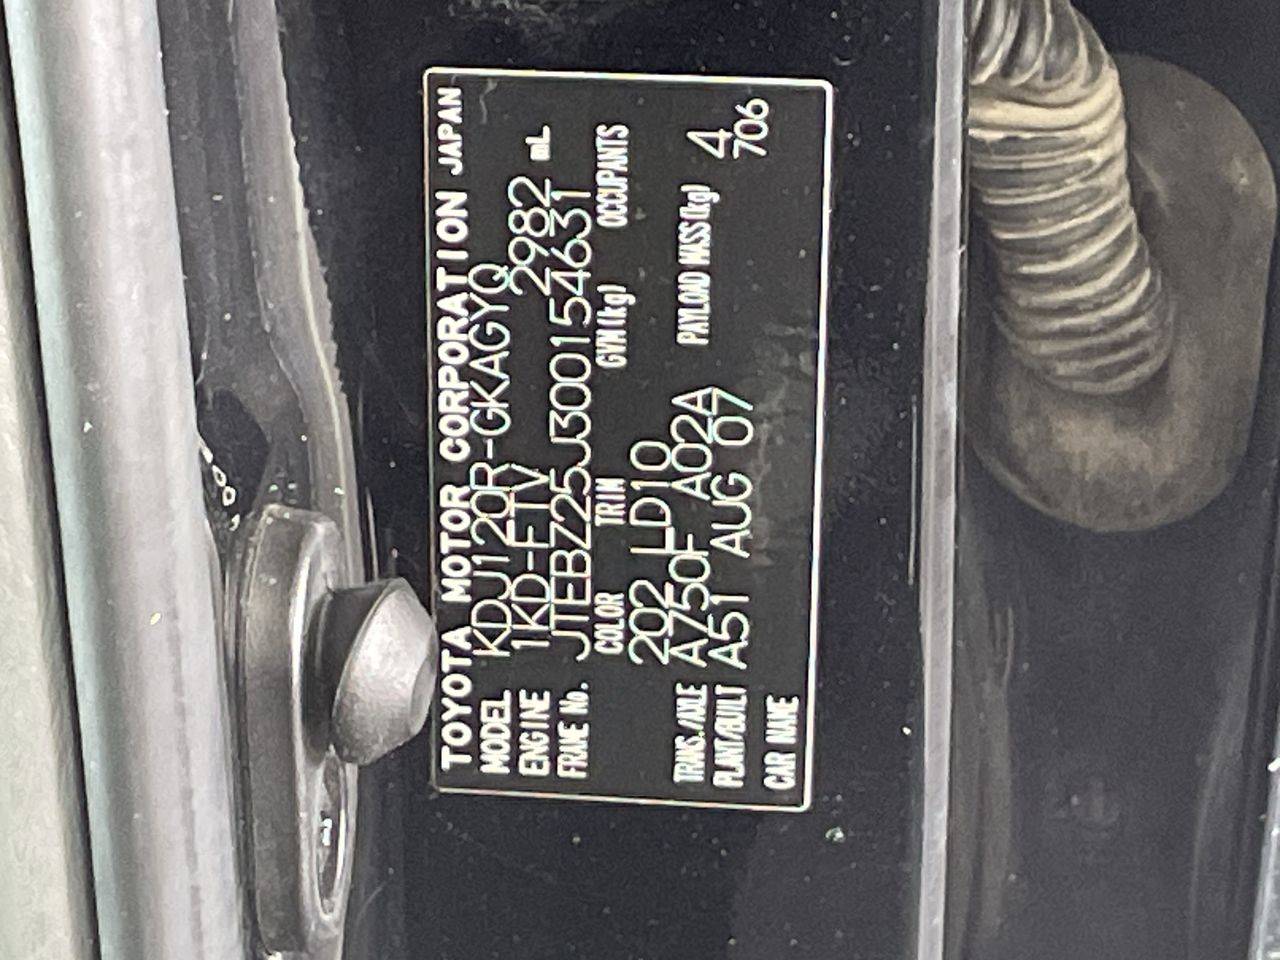 TOYOTA MOTOR CORPORATION JAPAN
MODEL KDJ120R-GKAGYQ
ENGINE 1KD-FTV 2982 mL
FRAME No. JTEBZ25J300154631
COLOR TRIM GVM(kg) OCCUPANTS
202 LD10 4
TRANS./AXLE A750F A02A PAYLOAD MASS(kg) 706
PLANT/BUILT A51 AUG 07
CAR NAME